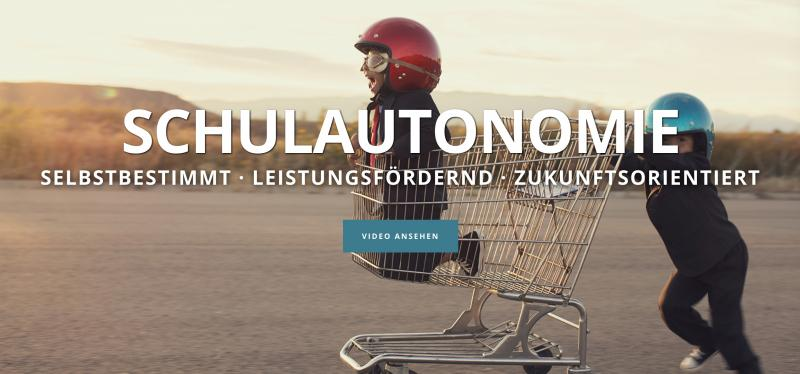 SCHULAUTONOMIE
SELBSTBESTIMMT · LEISTUNGSFÖRDERND · ZUKUNFTSORIENTIERT
VIDEO ANSEHEN